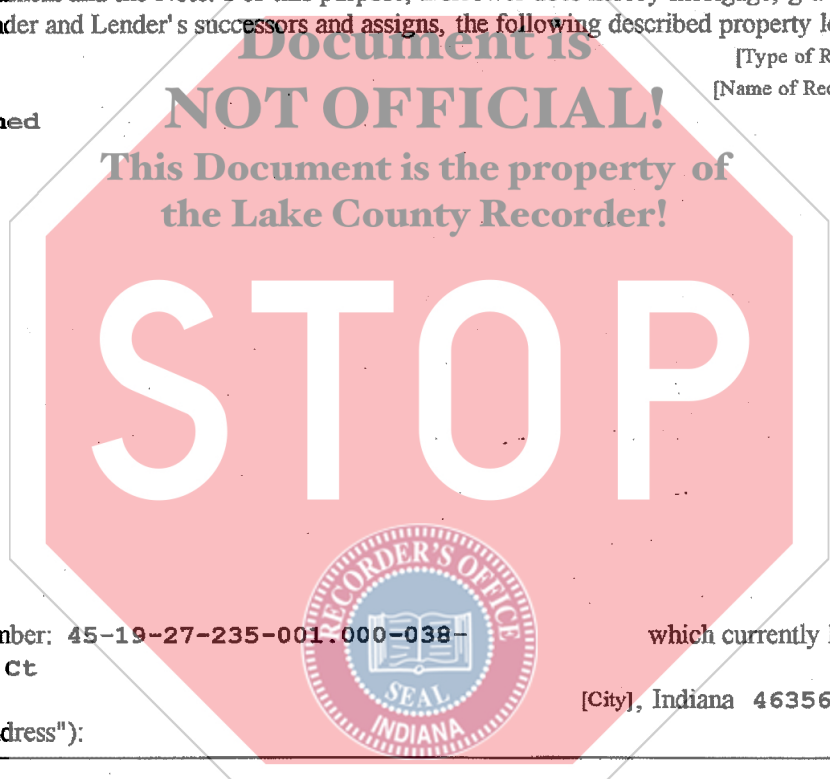 der and Lender's successors and assigns, the following described property
Document is
[Type of R
NOT OFFICIAL!
[Name of Rec
ned
This Document is the property of
the Lake County Recorder!
STOP
RECORDER'S OFFICE
nber: 45-19-27-235-001.000-038-
which currently
Ct
SEAL
[City], Indiana 46356
INDIANA
dress"):